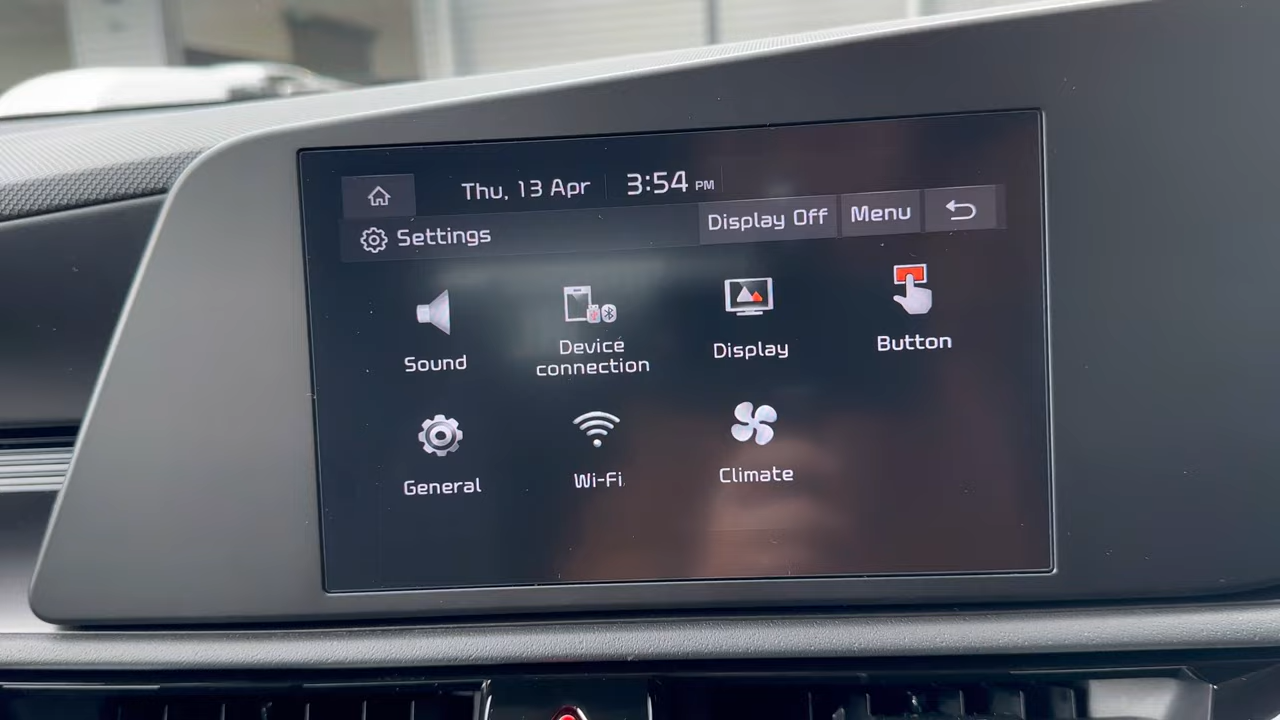 Thu, 13 Apr 3:54 PM
Settings Display Off Menu
Sound
Device
connection
Display
Button
General
Wi-Fi
Climate